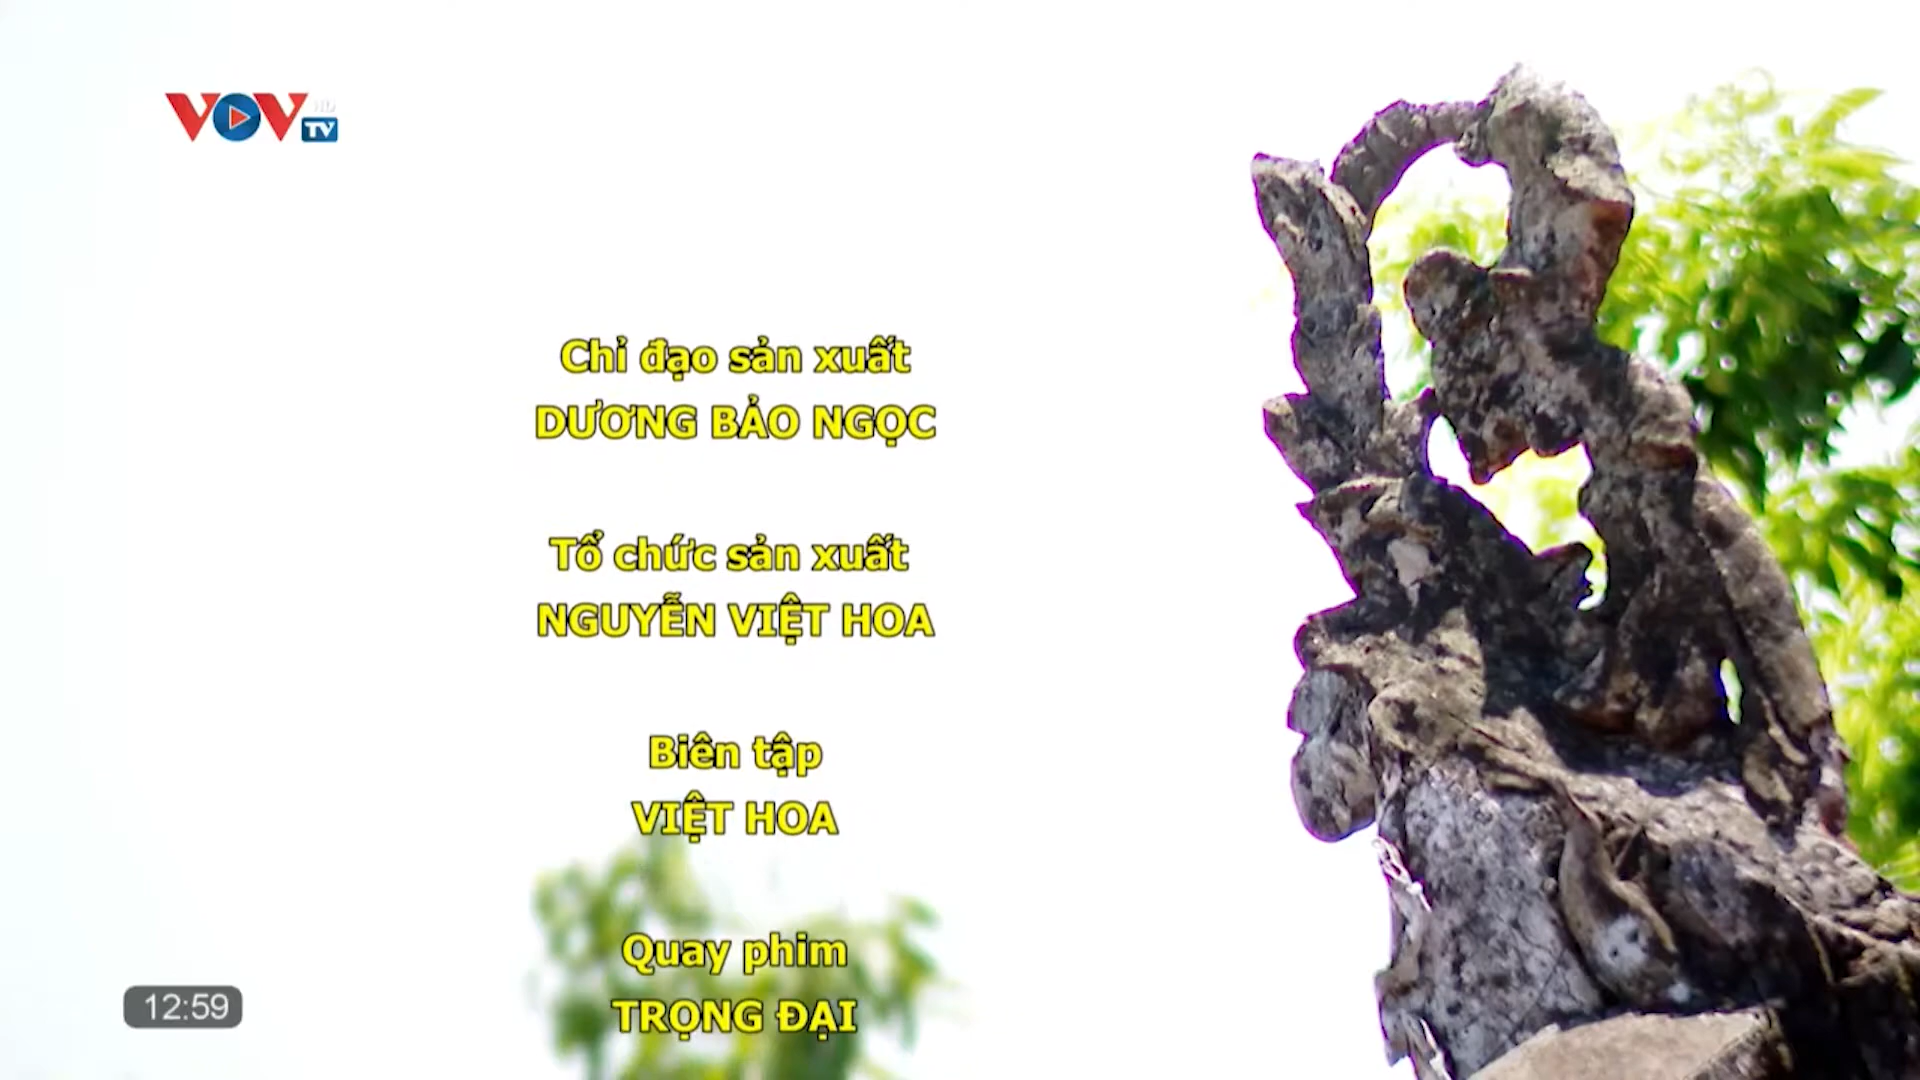 VOV HD
TV
Chỉ đạo sản xuất
DƯƠNG BẢO NGỌC
Tổ chức sản xuất
NGUYỄN VIỆT HOA
Biên tập
VIỆT HOA
Quay phim
TRỌNG ĐẠI
12:59